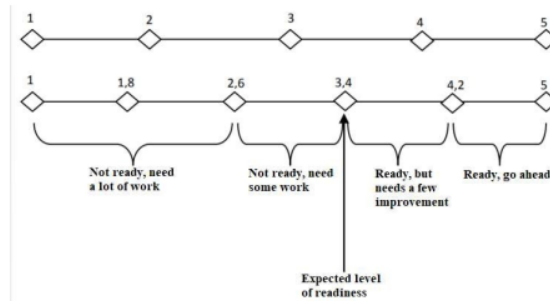 1 2 3 4 5
1 1,8 2,6 3,4 4,2 5
Not ready, need
a lot of work
Not ready, need
some work
Ready, but
needs a few
improvement
Ready, go ahead
Expected level
of readiness